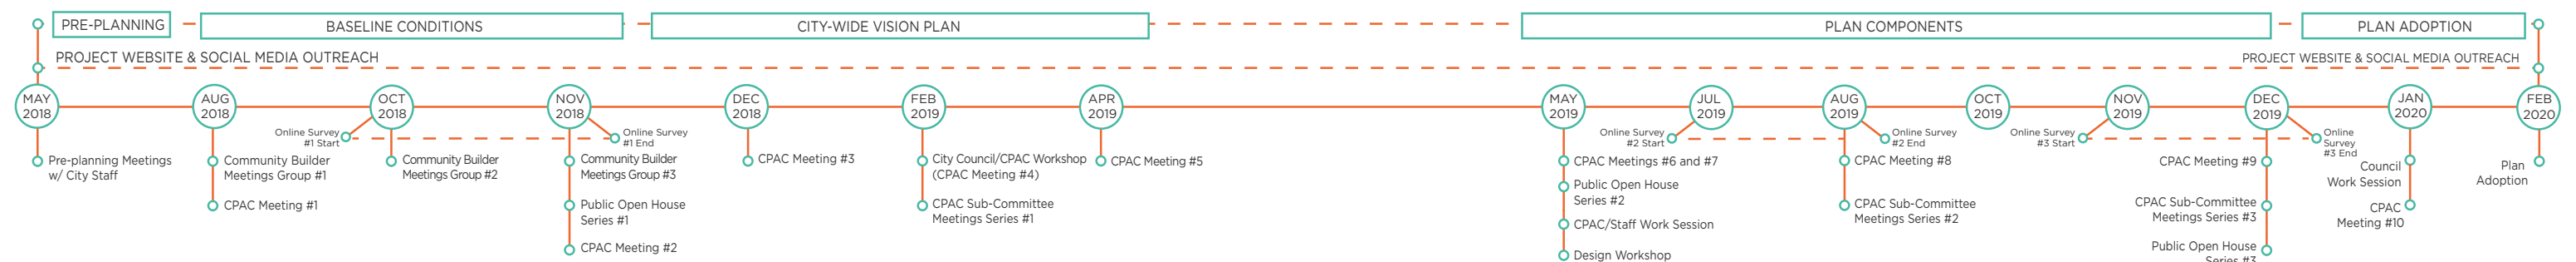 PRE-PLANNING
BASELINE CONDITIONS
CITY-WIDE VISION PLAN
PLAN COMPONENTS
PLAN ADOPTION
PROJECT WEBSITE & SOCIAL MEDIA OUTREACH
PROJECT WEBSITE & SOCIAL MEDIA OUTREACH
MAY
2018
Pre-planning Meetings
w/ City Staff
AUG
2018
Community Builder
Meetings Group #1
CPAC Meeting #1
OCT
2018
Online Survey
#1 Start
Community Builder
Meetings Group #2
NOV
2018
Online Survey
#1 End
Community Builder
Meetings Group #3
Public Open House
Series #1
CPAC Meeting #2
DEC
2018
CPAC Meeting #3
FEB
2019
City Council/CPAC Workshop
(CPAC Meeting #4)
CPAC Sub-Committee
Meetings Series #1
APR
2019
CPAC Meeting #5
MAY
2019
CPAC Meetings #6 and #7
Public Open House
Series #2
CPAC/Staff Work Session
Design Workshop
JUL
2019
Online Survey
#2 Start
AUG
2019
Online Survey
#2 End
CPAC Meeting #8
CPAC Sub-Committee
Meetings Series #2
OCT
2019
NOV
2019
Online Survey
#3 Start
DEC
2019
Online
Survey
#3 End
CPAC Meeting #9
CPAC Sub-Committee
Meetings Series #3
Public Open House
Series #3
JAN
2020
Council
Work Session
CPAC
Meeting #10
FEB
2020
Plan
Adoption